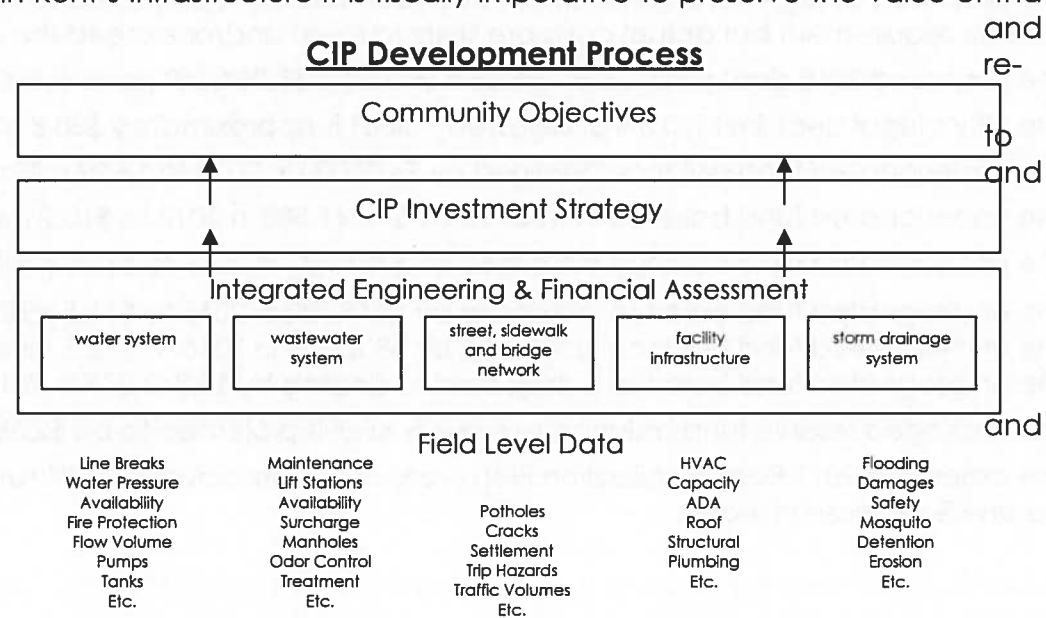 and
CIP Development Process
re-
Community Objectives
to
and
CIP Investment Strategy
Integrated Engineering & Financial Assessment
water system
wastewater
system
street, sidewalk
and bridge
network
facility
infrastructure
storm drainage
system
and
Field Level Data
Line Breaks
Water Pressure
Availability
Fire Protection
Flow Volume
Pumps
Tanks
Etc.
Maintenance
Lift Stations
Availability
Surcharge
Manholes
Odor Control
Treatment
Etc.
Potholes
Cracks
Settlement
Trip Hazards
Traffic Volumes
Etc.
HVAC
Capacity
ADA
Roof
Structural
Plumbing
Etc.
Flooding
Damages
Safety
Mosquito
Detention
Erosion
Etc.